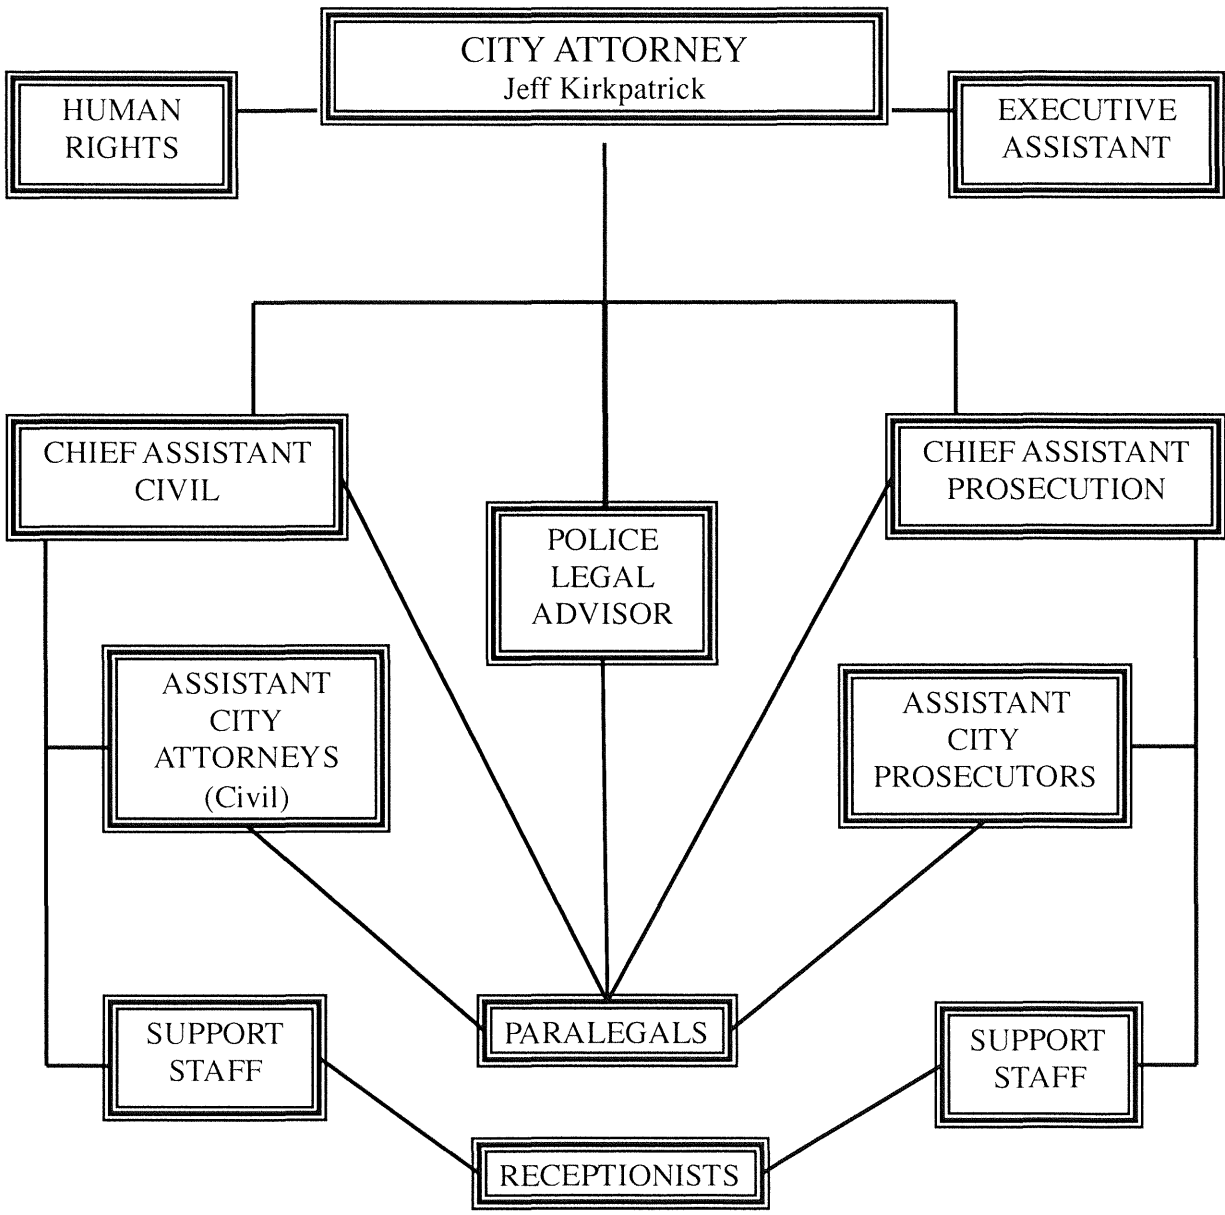 CITY ATTORNEY
Jeff Kirkpatrick
HUMAN
RIGHTS
EXECUTIVE
ASSISTANT
CHIEF ASSISTANT
CIVIL
CHIEF ASSISTANT
PROSECUTION
POLICE
LEGAL
ADVISOR
ASSISTANT
CITY
ATTORNEYS
(Civil)
ASSISTANT
CITY
PROSECUTORS
SUPPORT
STAFF
PARALEGALS
SUPPORT
STAFF
RECEPTIONISTS